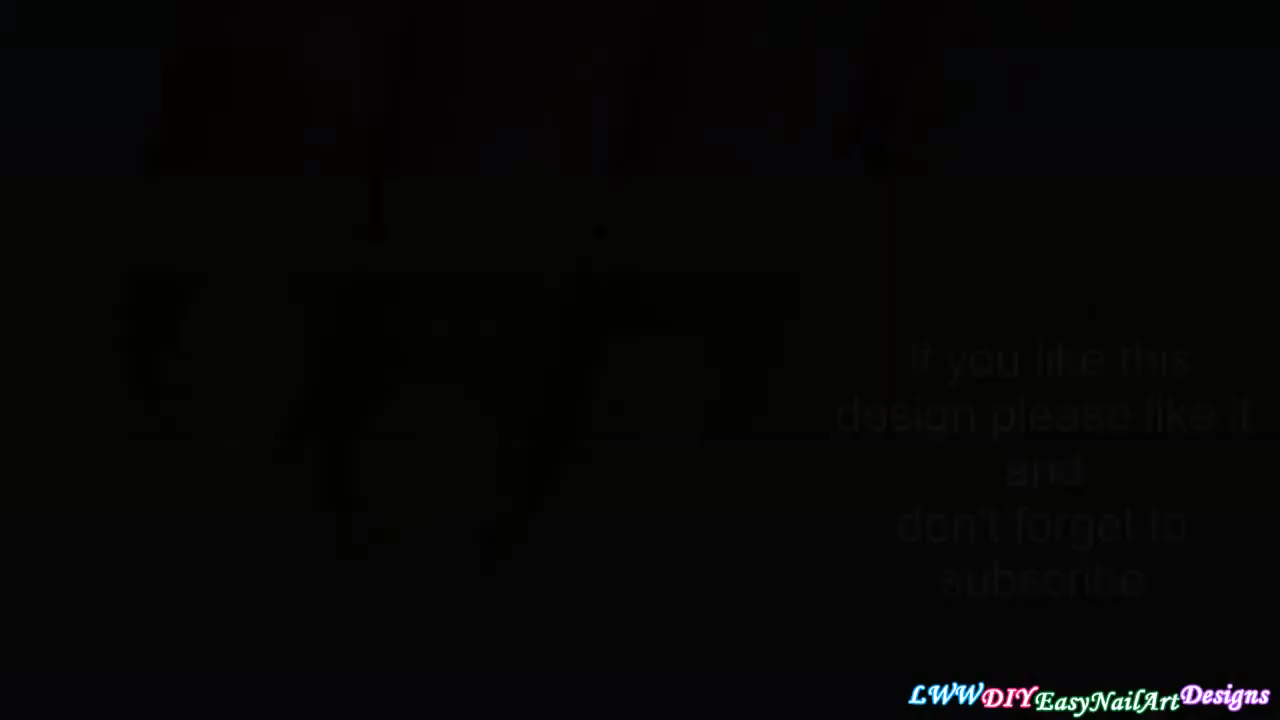 If you like this
design please like it
and
don't forget to
subscribe
LWWDIYEasyNailArtDesigns